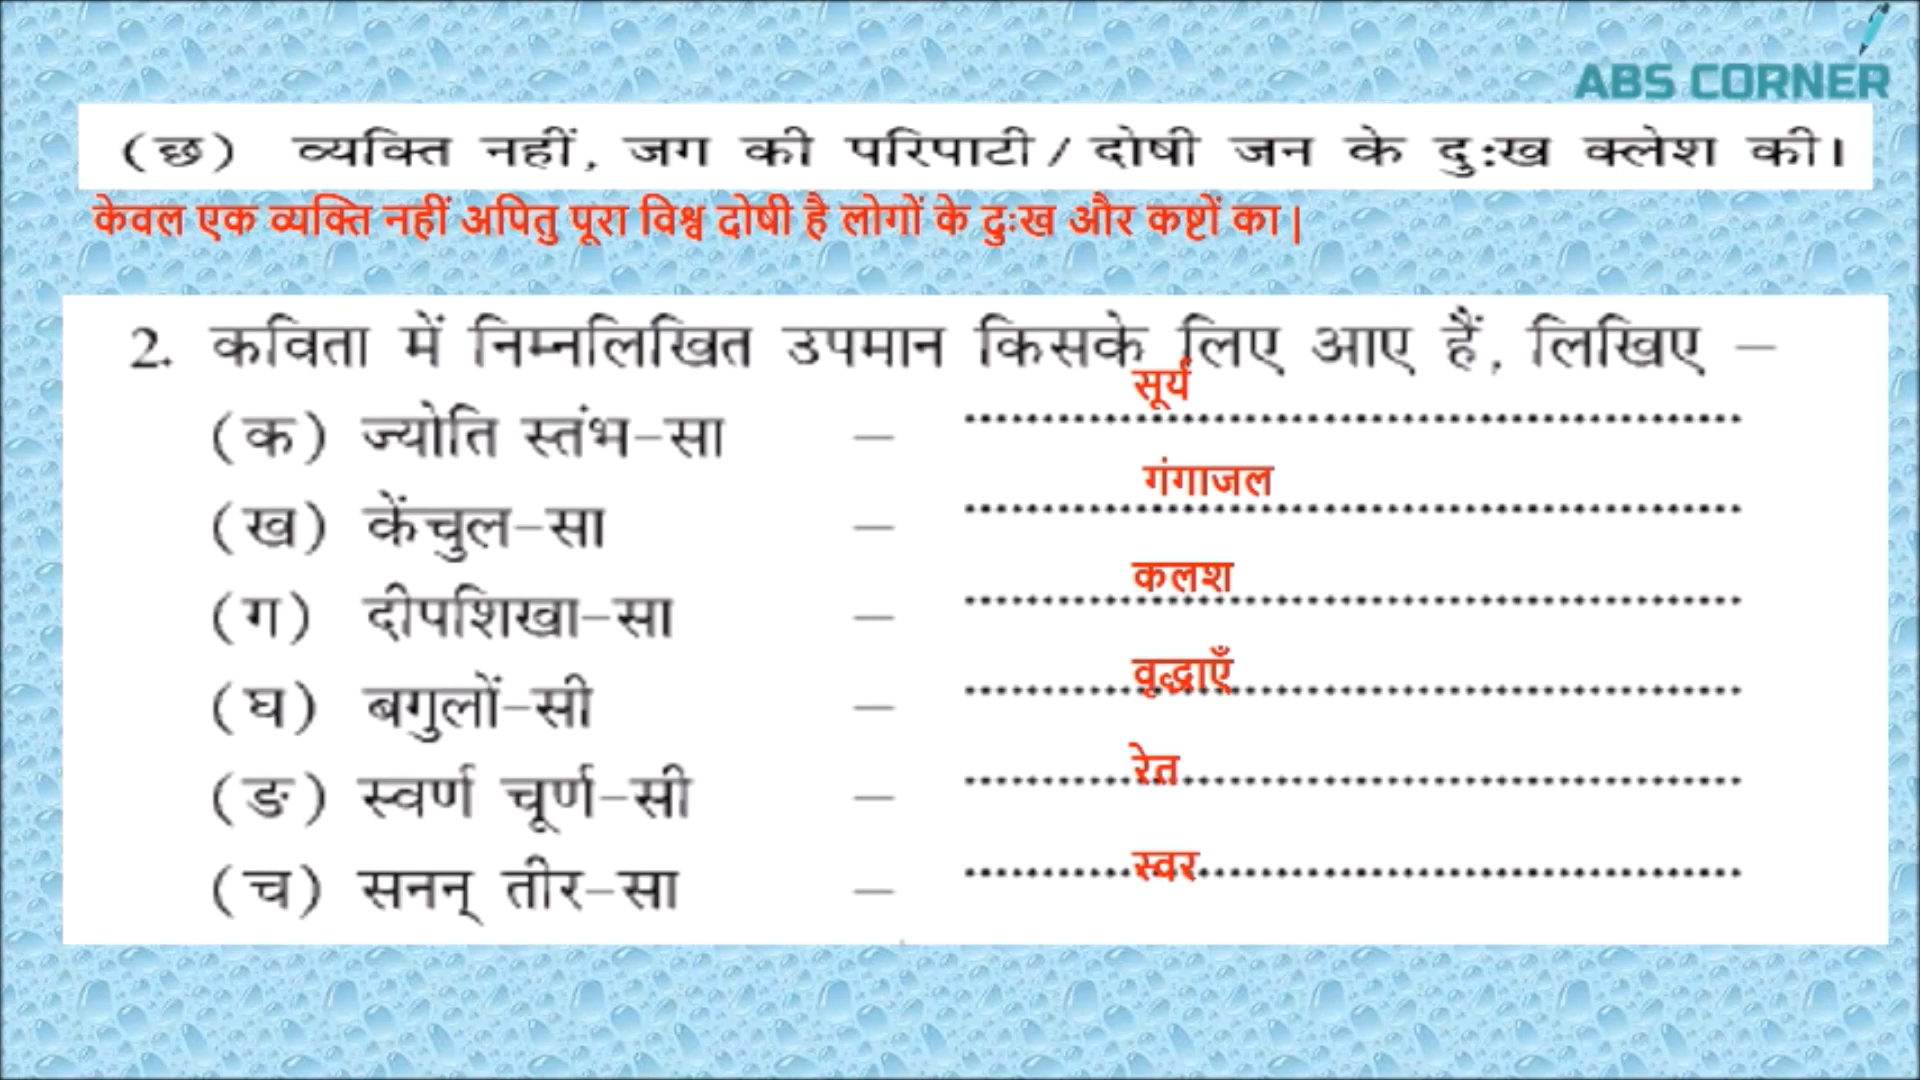 ABS CORNER
(छ) व्यक्ति नहीं, जग की परिपाटी / दोषी जन के दु:ख क्लेश की।
केवल एक व्यक्ति नहीं अपितु पूरा विश्व दोषी है लोगों के दुःख और कष्टों का |
2. कविता में निम्नलिखित उपमान किसके लिए आए हैं, लिखिए –
(क) ज्योति स्तंभ-सा – सूर्य
(ख) केंचुल-सा – गंगाजल
(ग) दीपशिखा-सा – कलश
(घ) बगुलों-सी – वृद्धाएँ
(ङ) स्वर्ण चूर्ण-सी – रेत
(च) सनन् तीर-सा – स्वर